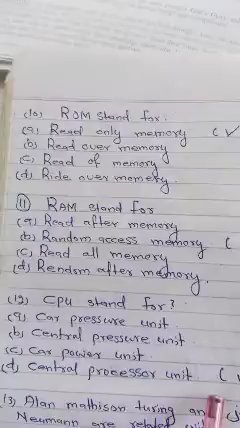 (10) ROM stand for.
(a) Read only memory (✓
(b) Read over memory
(c) Read of memory
(d) Ride over memory.
(11) RAM stand for
(a) Read after memory
(b) Random access memory (
(c) Read all memory
(d) Rendom after memory.
(12) CPU stand for?
(a) Car pressure unit.
(b) Central pressure unit.
(c) Car power unit.
(d) Central processor unit (✓
(13) Alan mathison turing an
Neumann are related